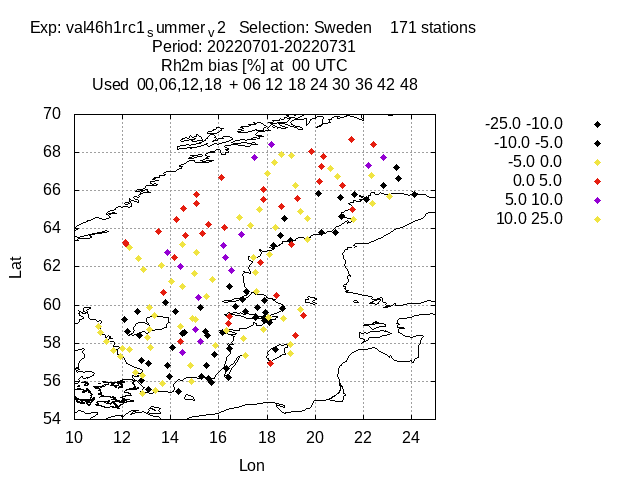 Exp: val46h1rc1summerv2 Selection: Sweden 171 stations
Period: 20220701-20220731
Rh2m bias [%] at 00 UTC
Used 00,06,12,18 + 06 12 18 24 30 36 42 48
-25.0 -10.0
-10.0 -5.0
-5.0 0.0
0.0 5.0
5.0 10.0
10.0 25.0
70
68
66
64
62
60
58
56
54
Lat
10 12 14 16 18 20 22 24
Lon